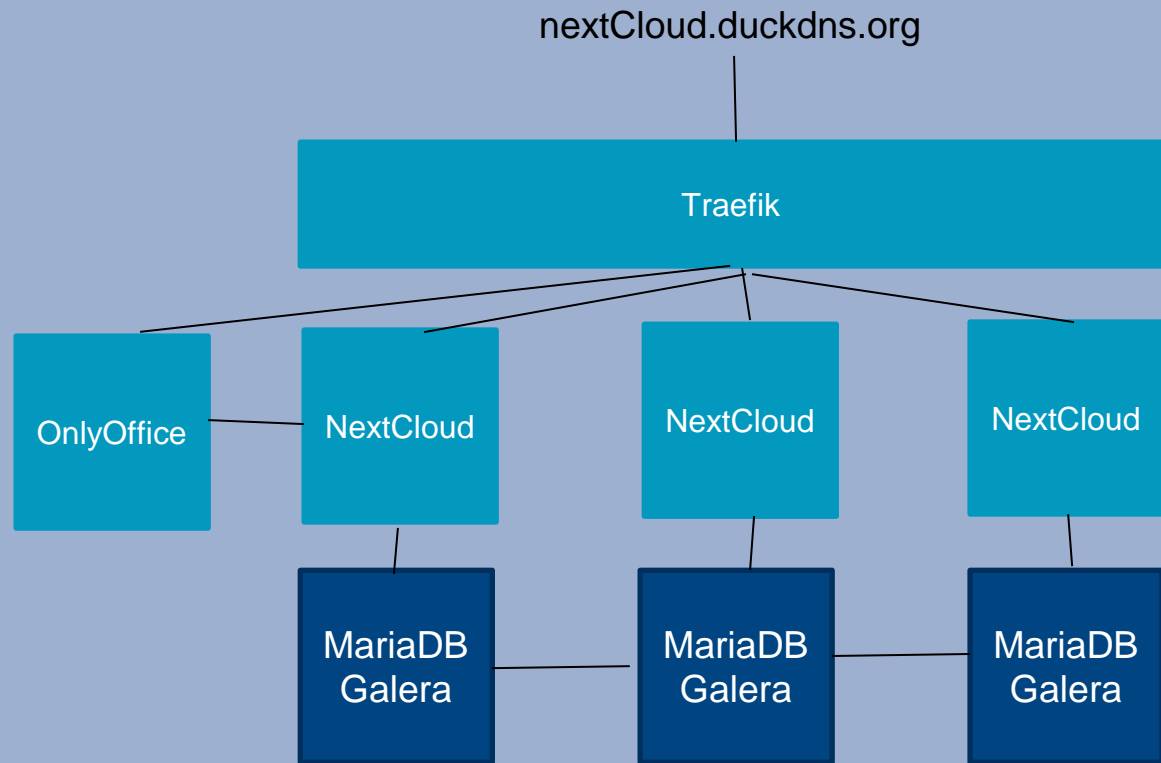 nextCloud.duckdns.org
Traefik
OnlyOffice
NextCloud
NextCloud
NextCloud
MariaDB
Galera
MariaDB
Galera
MariaDB
Galera